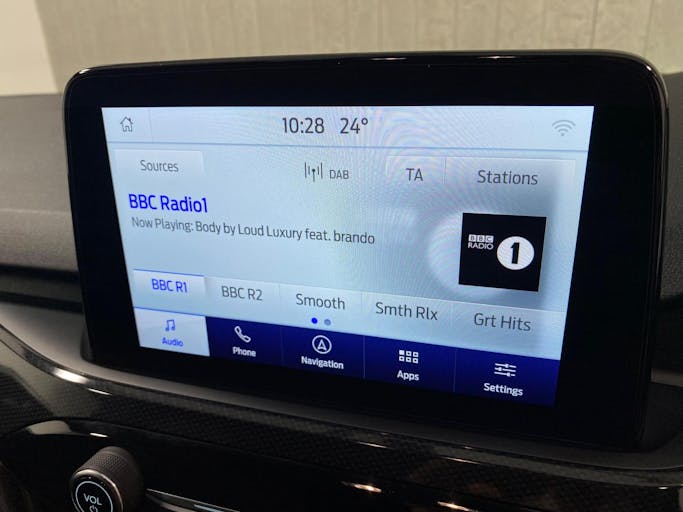 10:28 24°
Sources DAB TA Stations
BBC Radio1
Now Playing: Body by Loud Luxury feat. brando
BBC
RADIO 1
BBC R1 BBC R2 Smooth Smth Rlx Grt Hits
Audio Phone Navigation Apps Settings
VOL